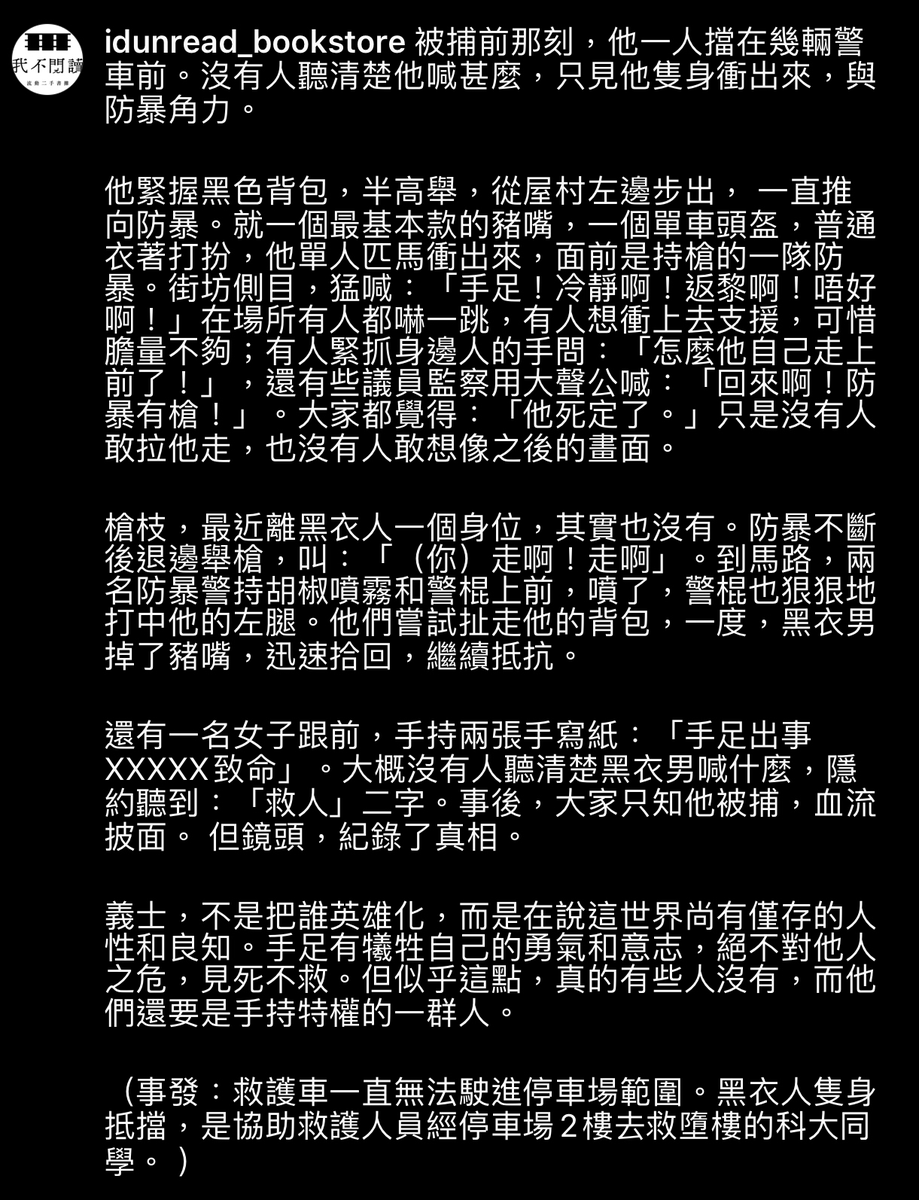 我不閱讀
流動二手書店
idunread_bookstore 被捕前那刻，他一人擋在幾輛警
車前。沒有人聽清楚他喊甚麼，只見他隻身衝出來，與
防暴角力。
他緊握黑色背包，半高舉，從屋村左邊步出， 一直推
向防暴。就一個最基本款的豬嘴，一個單車頭盔，普通
衣著打扮，他單人匹馬衝出來，面前是持槍的一隊防
暴。街坊側目，猛喊：「手足！冷靜啊！返黎啊！唔好
啊！」在場所有人都嚇一跳，有人想衝上去支援，可惜
膽量不夠；有人緊抓身邊人的手問：「怎麼他自己走上
前了！」，還有些議員監察用大聲公喊：「回來啊！防
暴有槍！」。大家都覺得：「他死定了。」只是沒有人
敢拉他走，也沒有人敢想像之後的畫面。
槍枝，最近離黑衣人一個身位，其實也沒有。防暴不斷
後退邊舉槍，叫：「（你）走啊！走啊」。到馬路，兩
名防暴警持胡椒噴霧和警棍上前，噴了，警棍也狠狠地
打中他的左腿。他們嘗試扯走他的背包，一度，黑衣男
掉了豬嘴，迅速拾回，繼續抵抗。
還有一名女子跟前，手持兩張手寫紙：「手足出事
XXXXX致命」。大概沒有人聽清楚黑衣男喊什麼，隱
約聽到：「救人」二字。事後，大家只知他被捕，血流
披面。 但鏡頭，紀錄了真相。
義士，不是把誰英雄化，而是在說這世界尚有僅存的人
性和良知。手足有犧牲自己的勇氣和意志，絕不對他人
之危，見死不救。但似乎這點，真的有些人沒有，而他
們還要是手持特權的一群人。
（事發：救護車一直無法駛進停車場範圍。黑衣人隻身
抵擋，是協助救護人員經停車場2樓去救墮樓的科大同
學。 ）